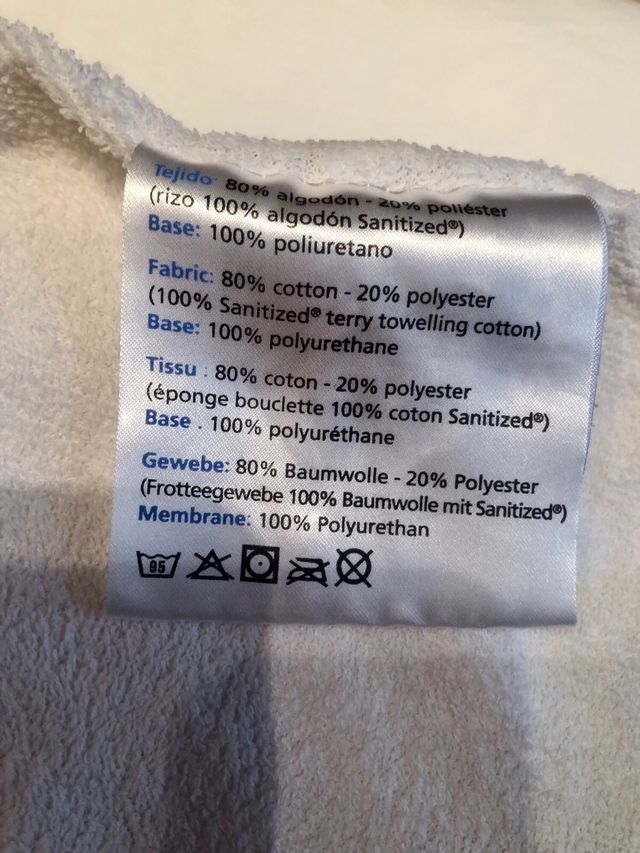 Tejido: 80% algodón - 20% poliéster
(rizo 100% algodón Sanitized®)
Base: 100% poliuretano
Fabric: 80% cotton - 20% polyester
(100% Sanitized® terry towelling cotton)
Base: 100% polyurethane
Tissu : 80% coton - 20% polyester
(éponge bouclette 100% coton Sanitized®)
Base . 100% polyuréthane
Gewebe: 80% Baumwolle - 20% Polyester
(Frotteegewebe 100% Baumwolle mit Sanitized®)
Membrane: 100% Polyurethan
95